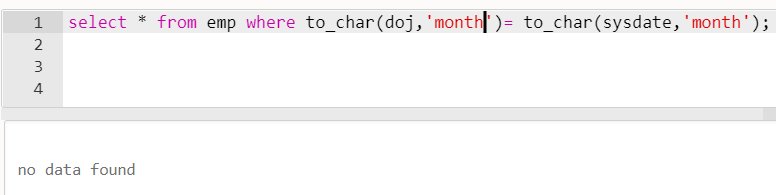 1 select * from emp where to_char(doj,'month')= to_char(sysdate,'month');
2
3
4
no data found